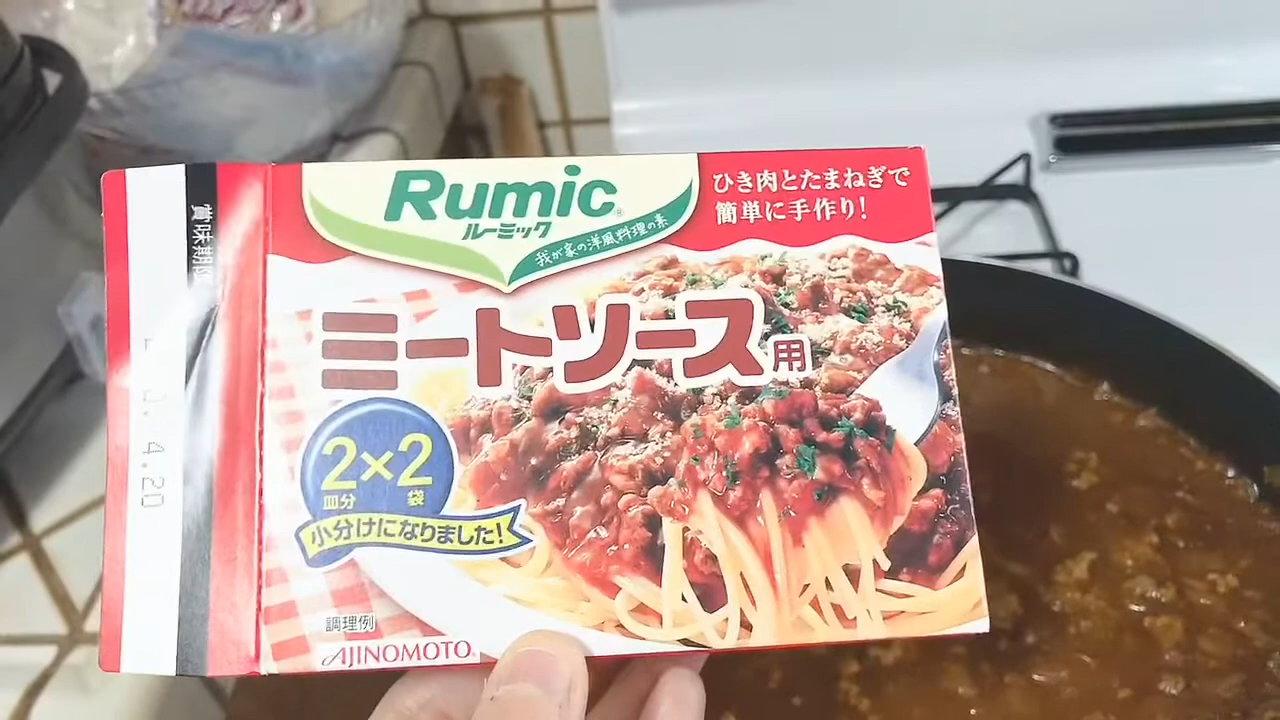 賞味期限
4.20
Rumic®
ルーミック
我が家の洋風料理の素
ひき肉とたまねぎで
簡単に手作り!
ミートソース用
2×2
皿分 袋
小分けになりました!
調理例
AJINOMOTO®